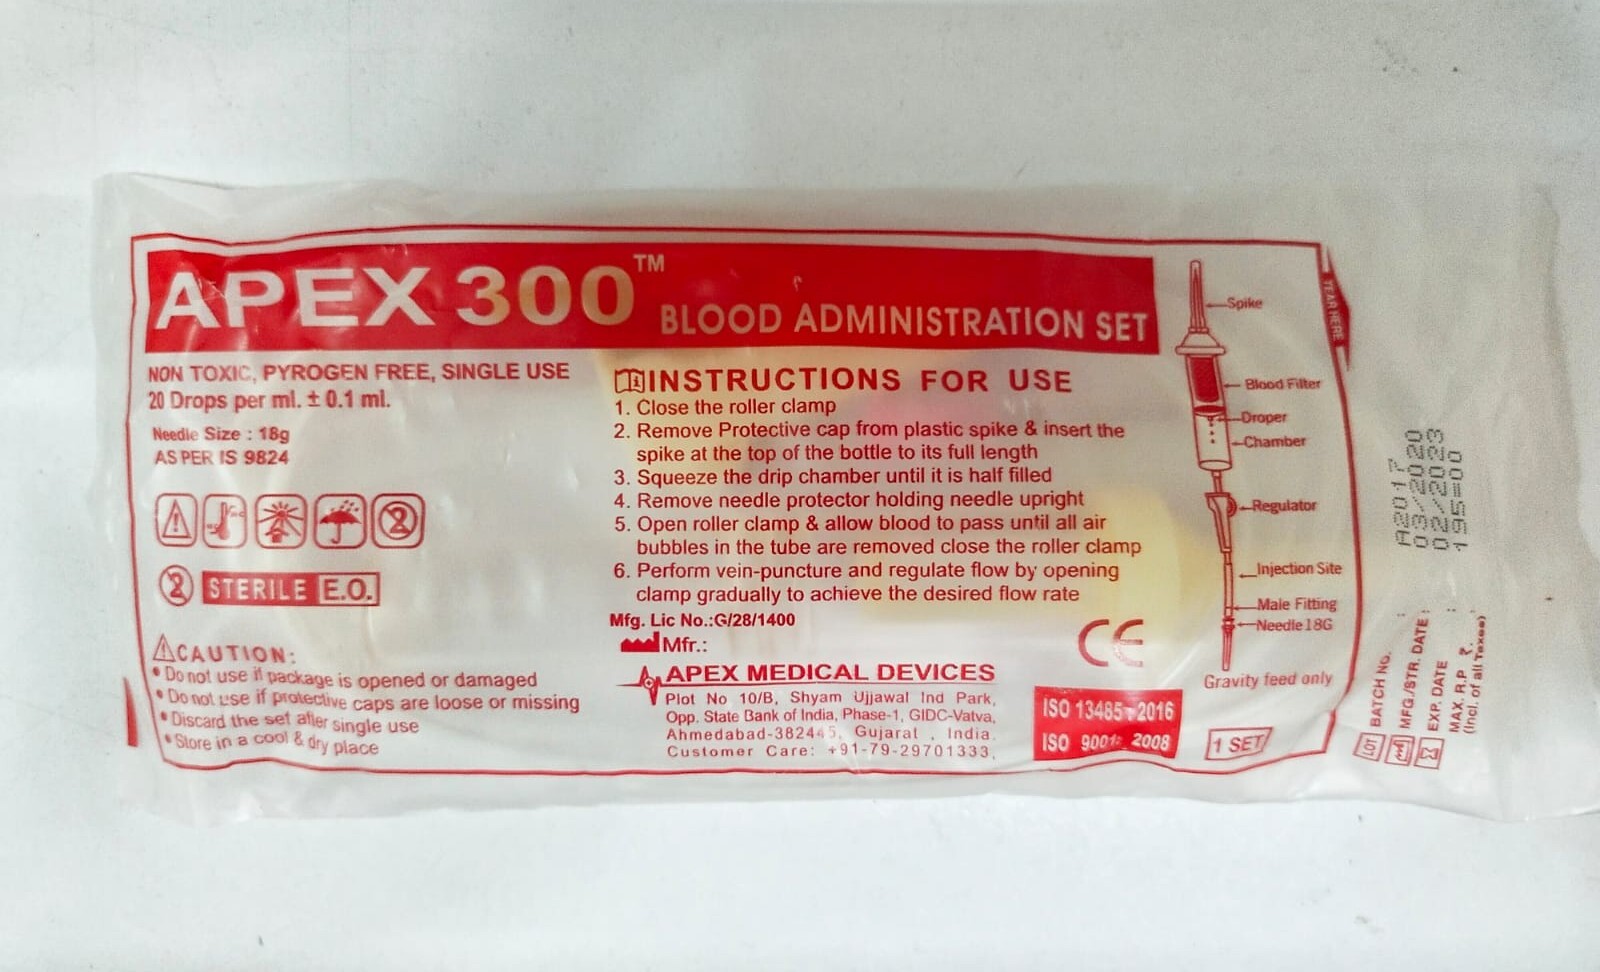 APEX 300™ BLOOD ADMINISTRATION SET
NON TOXIC, PYROGEN FREE, SINGLE USE
20 Drops per ml. ± 0.1 ml.
Needle Size : 18g
AS PER IS 9824
STERILE E.O.
CAUTION:
• Do not use if package is opened or damaged
• Do not use if protective caps are loose or missing
• Discard the set after single use
• Store in a cool & dry place
INSTRUCTIONS FOR USE
1. Close the roller clamp
2. Remove Protective cap from plastic spike & insert the
spike at the top of the bottle to its full length
3. Squeeze the drip chamber until it is half filled
4. Remove needle protector holding needle upright
5. Open roller clamp & allow blood to pass until all air
bubbles in the tube are removed close the roller clamp
6. Perform vein-puncture and regulate flow by opening
clamp gradually to achieve the desired flow rate
Mfg. Lic No.:G/28/1400
Mfr.:
APEX MEDICAL DEVICES
Plot No 10/B, Shyam Ujjawal Ind Park,
Opp. State Bank of India, Phase-1, GIDC-Vatva,
Ahmedabad-382445, Gujarat , India.
Customer Care: +91-79-29701333,
CE
ISO 13485:2016
ISO 9001: 2008
Spike
Blood Filter
Droper
Chamber
Regulator
Injection Site
Male Fitting
Needle 18G
Gravity feed only
1 SET
TEAR HERE
LOT BATCH NO. : A2017
MFG./STR. DATE : 03/2020
EXP. DATE : 02/2023
MAX. R.P. ₹. : 195=00
(Incl. of all Taxes)